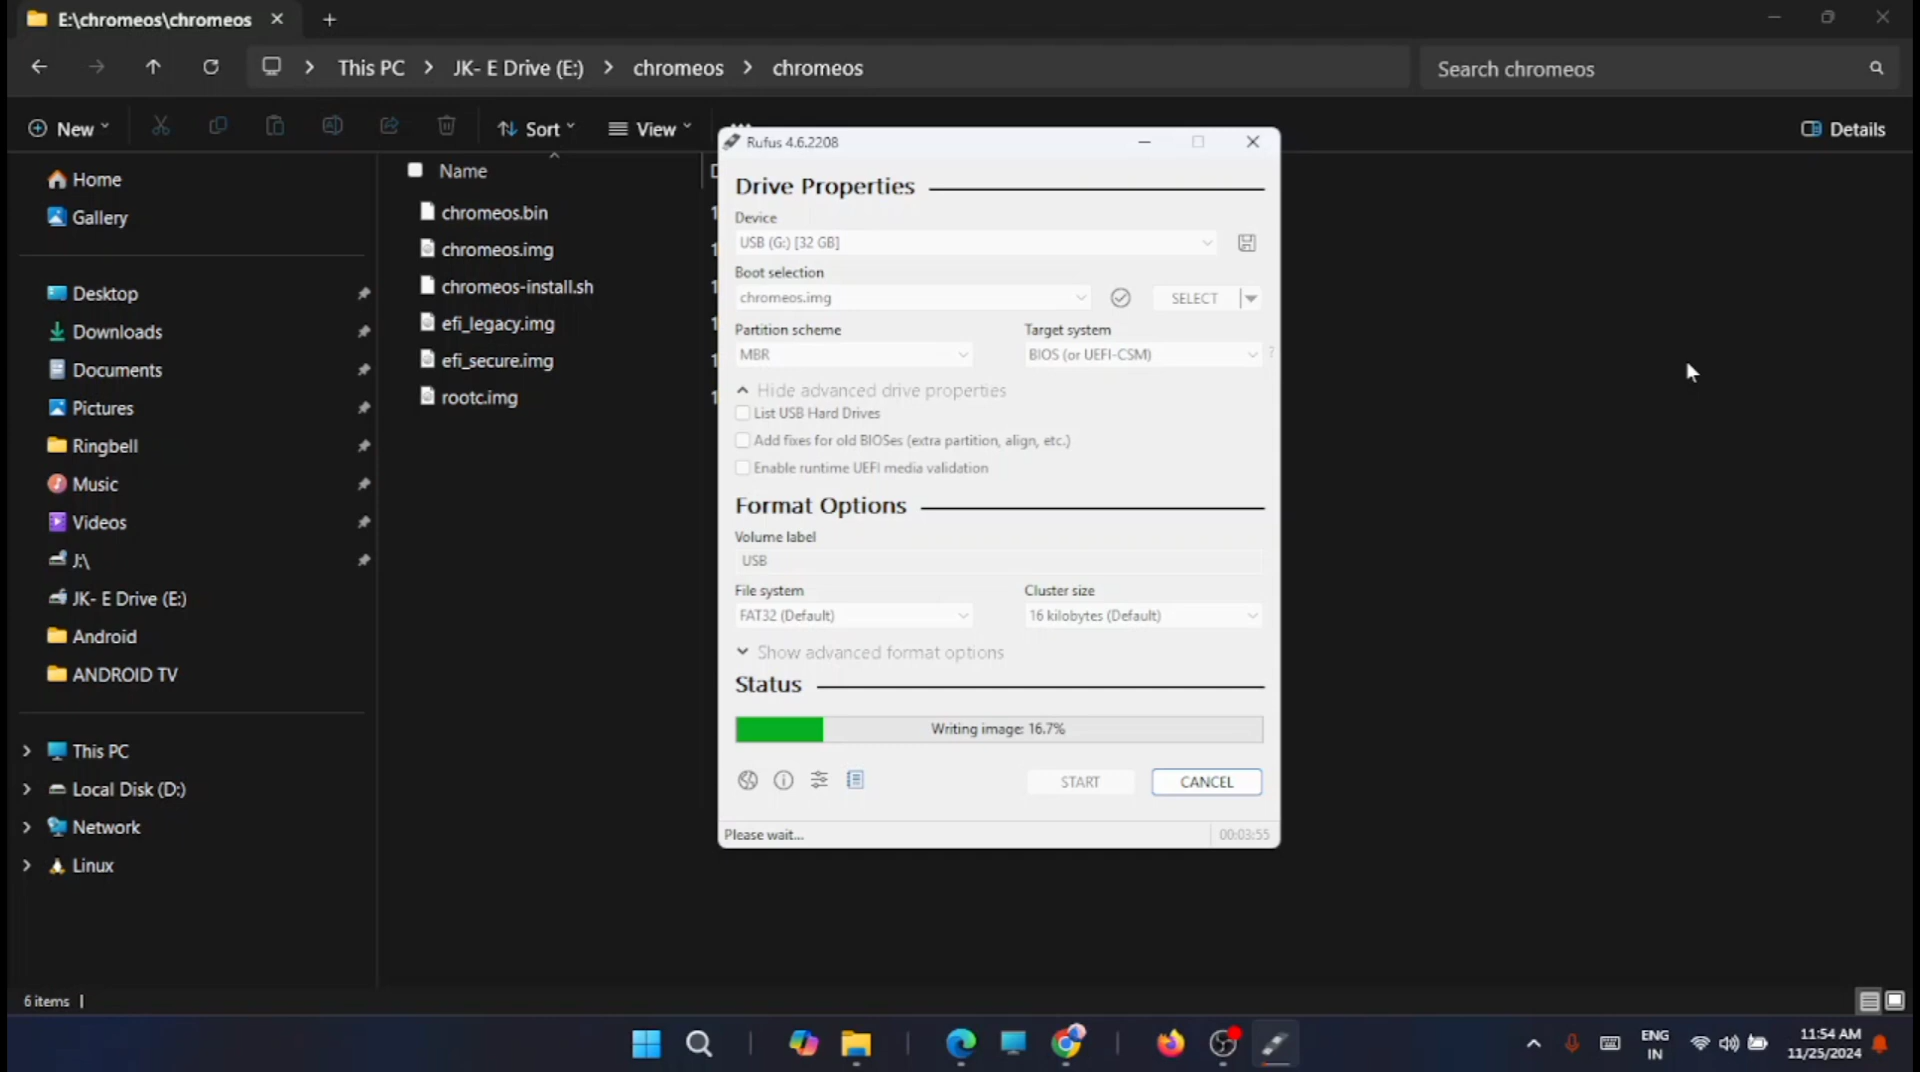 E:\chromeos\chromeos
This PC
JK- E Drive (E:)
chromeos
chromeos
Search chromeos
New
Sort
View
Details
Home
Gallery
Desktop
Downloads
Documents
Pictures
Ringbell
Music
Videos
J:\
JK- E Drive (E:)
Android
ANDROID TV
This PC
Local Disk (D:)
Network
Linux
Name
chromeos.bin
chromeos.img
chromeos-install.sh
efi_legacy.img
efi_secure.img
rootc.img
Rufus 4.6.2208
Drive Properties
Device
USB (G:) [32 GB]
Boot selection
chromeos.img
SELECT
Partition scheme
Target system
MBR
BIOS (or UEFI-CSM)
?
Hide advanced drive properties
List USB Hard Drives
Add fixes for old BIOSes (extra partition, align, etc.)
Enable runtime UEFI media validation
Format Options
Volume label
USB
File system
Cluster size
FAT32 (Default)
16 kilobytes (Default)
Show advanced format options
Status
Writing image: 16.7%
START
CANCEL
Please wait...
00:03:55
6 items
ENG
IN
11:54 AM
11/25/2024